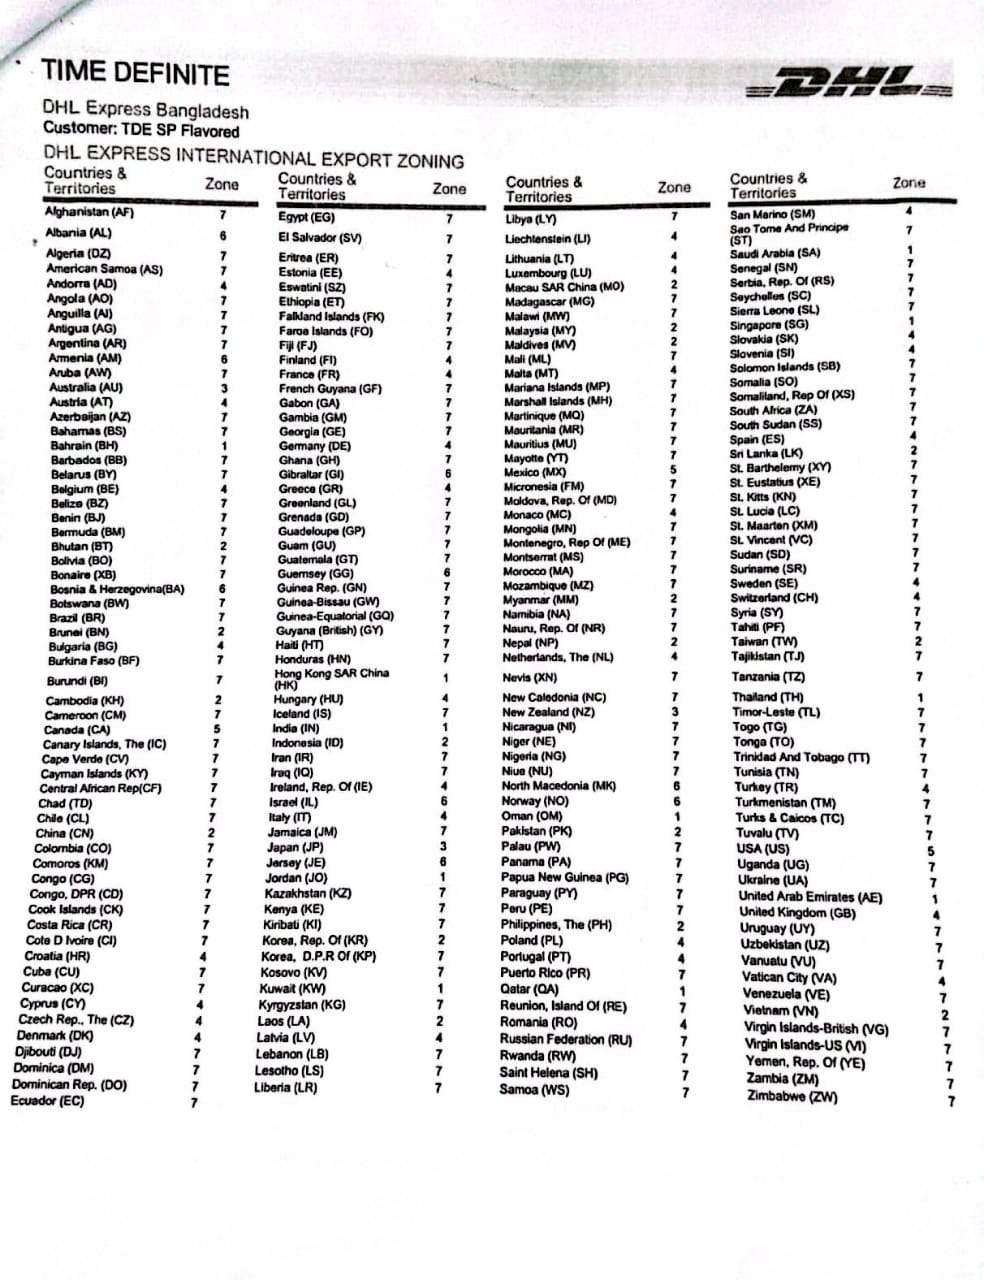 TIME DEFINITE
DHL
DHL Express Bangladesh
Customer: TDE SP Flavored
DHL EXPRESS INTERNATIONAL EXPORT ZONING
Countries &
Territories Zone
Afghanistan (AF) 7
Albania (AL) 6
Algeria (DZ) 7
American Samoa (AS) 7
Andorra (AD) 4
Angola (AO) 7
Anguilla (AI) 7
Antigua (AG) 7
Argentina (AR) 7
Armenia (AM) 6
Aruba (AW) 7
Australia (AU) 3
Austria (AT) 4
Azerbaijan (AZ) 7
Bahamas (BS) 7
Bahrain (BH) 1
Barbados (BB) 7
Belarus (BY) 7
Belgium (BE) 4
Belize (BZ) 7
Benin (BJ) 7
Bermuda (BM) 7
Bhutan (BT) 2
Bolivia (BO) 7
Bonaire (XB) 7
Bosnia & Herzegovina(BA) 6
Botswana (BW) 7
Brazil (BR) 7
Brunei (BN) 2
Bulgaria (BG) 4
Burkina Faso (BF) 7
Burundi (BI) 7
Cambodia (KH) 2
Cameroon (CM) 7
Canada (CA) 5
Canary Islands, The (IC) 7
Cape Verde (CV) 7
Cayman Islands (KY) 7
Central African Rep(CF) 7
Chad (TD) 7
Chile (CL) 7
China (CN) 2
Colombia (CO) 7
Comoros (KM) 7
Congo (CG) 7
Congo, DPR (CD) 7
Cook Islands (CK) 7
Costa Rica (CR) 7
Cote D Ivoire (CI) 7
Croatia (HR) 4
Cuba (CU) 7
Curacao (XC) 7
Cyprus (CY) 4
Czech Rep., The (CZ) 4
Denmark (DK) 4
Djibouti (DJ) 7
Dominica (DM) 7
Dominican Rep. (DO) 7
Ecuador (EC) 7
Countries &
Territories Zone
Egypt (EG) 7
El Salvador (SV) 7
Eritrea (ER) 7
Estonia (EE) 4
Eswatini (SZ) 7
Ethiopia (ET) 7
Falkland Islands (FK) 7
Faroe Islands (FO) 7
Fiji (FJ) 7
Finland (FI) 4
France (FR) 4
French Guyana (GF) 7
Gabon (GA) 7
Gambia (GM) 7
Georgia (GE) 7
Germany (DE) 4
Ghana (GH) 7
Gibraltar (GI) 6
Greece (GR) 4
Greenland (GL) 7
Grenada (GD) 7
Guadeloupe (GP) 7
Guam (GU) 7
Guatemala (GT) 7
Guernsey (GG) 6
Guinea Rep. (GN) 7
Guinea-Bissau (GW) 7
Guinea-Equatorial (GQ) 7
Guyana (British) (GY) 7
Haiti (HT) 7
Honduras (HN) 7
Hong Kong SAR China
(HK) 1
Hungary (HU) 4
Iceland (IS) 7
India (IN) 1
Indonesia (ID) 2
Iran (IR) 7
Iraq (IQ) 7
Ireland, Rep. Of (IE) 4
Israel (IL) 6
Italy (IT) 4
Jamaica (JM) 7
Japan (JP) 3
Jersey (JE) 6
Jordan (JO) 1
Kazakhstan (KZ) 7
Kenya (KE) 7
Kiribati (KI) 7
Korea, Rep. Of (KR) 2
Korea, D.P.R Of (KP) 7
Kosovo (KV) 7
Kuwait (KW) 1
Kyrgyzstan (KG) 7
Laos (LA) 2
Latvia (LV) 4
Lebanon (LB) 7
Lesotho (LS) 7
Liberia (LR) 7
Countries &
Territories Zone
Libya (LY) 7
Liechtenstein (LI) 4
Lithuania (LT) 4
Luxembourg (LU) 4
Macau SAR China (MO) 2
Madagascar (MG) 7
Malawi (MW) 7
Malaysia (MY) 2
Maldives (MV) 2
Mali (ML) 7
Malta (MT) 4
Mariana Islands (MP) 7
Marshall Islands (MH) 7
Martinique (MQ) 7
Mauritania (MR) 7
Mauritius (MU) 7
Mayotte (YT) 7
Mexico (MX) 5
Micronesia (FM) 7
Moldova, Rep. Of (MD) 7
Monaco (MC) 4
Mongolia (MN) 7
Montenegro, Rep Of (ME) 7
Montserrat (MS) 7
Morocco (MA) 7
Mozambique (MZ) 7
Myanmar (MM) 2
Namibia (NA) 7
Nauru, Rep. Of (NR) 7
Nepal (NP) 2
Netherlands, The (NL) 4
Nevis (XN) 7
New Caledonia (NC) 7
New Zealand (NZ) 3
Nicaragua (NI) 7
Niger (NE) 7
Nigeria (NG) 7
Niue (NU) 7
North Macedonia (MK) 6
Norway (NO) 6
Oman (OM) 1
Pakistan (PK) 2
Palau (PW) 7
Panama (PA) 7
Papua New Guinea (PG) 7
Paraguay (PY) 7
Peru (PE) 7
Philippines, The (PH) 2
Poland (PL) 4
Portugal (PT) 4
Puerto Rico (PR) 7
Qatar (QA) 1
Reunion, Island Of (RE) 7
Romania (RO) 4
Russian Federation (RU) 7
Rwanda (RW) 7
Saint Helena (SH) 7
Samoa (WS) 7
Countries &
Territories Zone
San Marino (SM) 4
Sao Tome And Principe
(ST) 7
Saudi Arabia (SA) 1
Senegal (SN) 7
Serbia, Rep. Of (RS) 7
Seychelles (SC) 7
Sierra Leone (SL) 7
Singapore (SG) 1
Slovakia (SK) 4
Slovenia (SI) 4
Solomon Islands (SB) 7
Somalia (SO) 7
Somaliland, Rep Of (XS) 7
South Africa (ZA) 7
South Sudan (SS) 7
Spain (ES) 4
Sri Lanka (LK) 2
St. Barthelemy (XY) 7
St. Eustatius (XE) 7
St. Kitts (KN) 7
St. Lucia (LC) 7
St. Maarten (XM) 7
St. Vincent (VC) 7
Sudan (SD) 7
Suriname (SR) 7
Sweden (SE) 4
Switzerland (CH) 4
Syria (SY) 7
Tahiti (PF) 7
Taiwan (TW) 2
Tajikistan (TJ) 7
Tanzania (TZ) 7
Thailand (TH) 1
Timor-Leste (TL) 7
Togo (TG) 7
Tonga (TO) 7
Trinidad And Tobago (TT) 7
Tunisia (TN) 7
Turkey (TR) 4
Turkmenistan (TM) 7
Turks & Caicos (TC) 7
Tuvalu (TV) 7
USA (US) 5
Uganda (UG) 7
Ukraine (UA) 7
United Arab Emirates (AE) 1
United Kingdom (GB) 4
Uruguay (UY) 7
Uzbekistan (UZ) 7
Vanuatu (VU) 7
Vatican City (VA) 4
Venezuela (VE) 7
Vietnam (VN) 2
Virgin Islands-British (VG) 7
Virgin Islands-US (VI) 7
Yemen, Rep. Of (YE) 7
Zambia (ZM) 7
Zimbabwe (ZW) 7